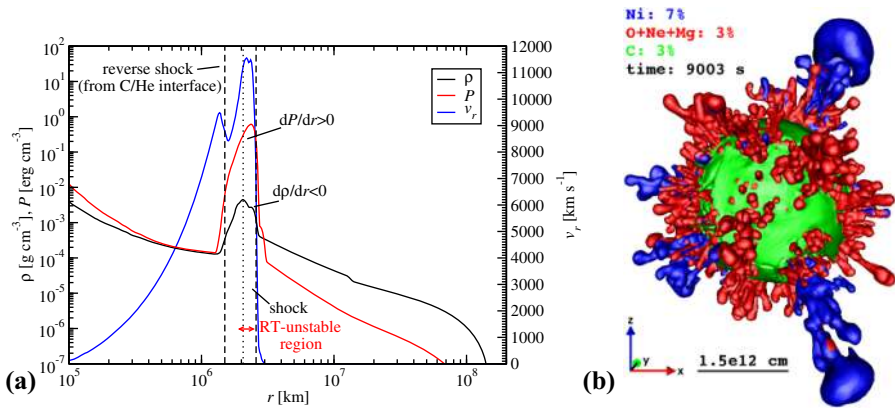 10²
10¹
10⁰
10⁻¹
10⁻²
10⁻³
10⁻⁴
10⁻⁵
10⁻⁶
10⁻⁷
ρ [g cm⁻³], P [erg cm⁻³]
reverse shock
(from C/He interface)
dP/dr>0
dρ/dr<0
shock
RT-unstable
region
ρ
P
vᵣ
12000
11000
10000
9000
8000
7000
6000
5000
4000
3000
2000
1000
0
vᵣ [km s⁻¹]
10⁵
10⁶
10⁷
10⁸
r [km]
(a)
Ni: 7%
O+Ne+Mg: 3%
C: 3%
time: 9003 s
z
y
x
1.5e12 cm
(b)